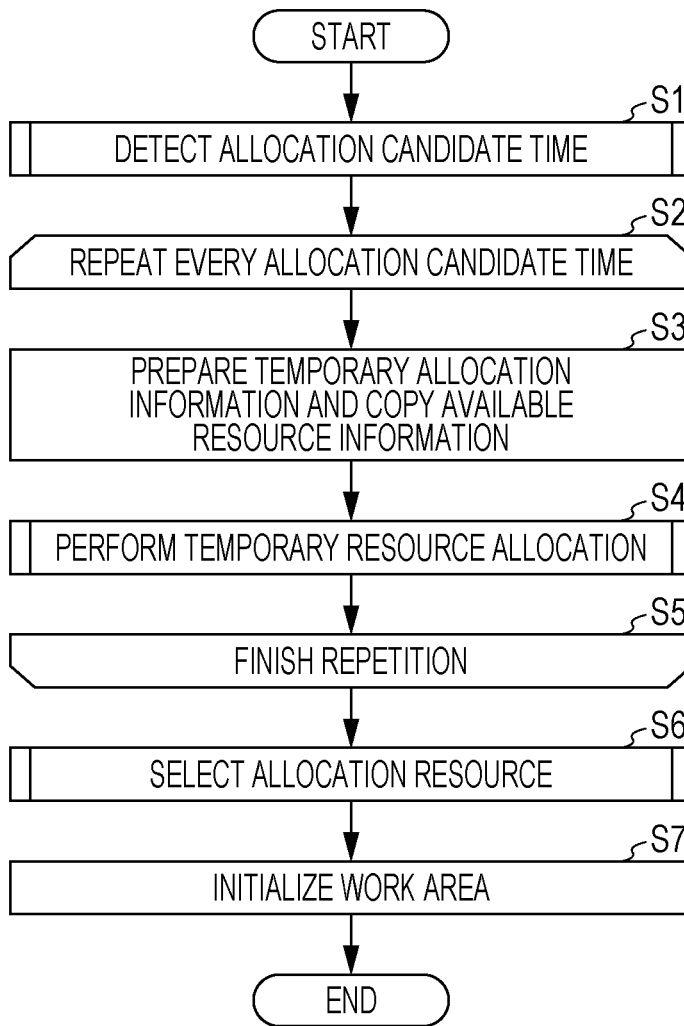 START
S1
DETECT ALLOCATION CANDIDATE TIME
S2
REPEAT EVERY ALLOCATION CANDIDATE TIME
S3
PREPARE TEMPORARY ALLOCATION
INFORMATION AND COPY AVAILABLE
RESOURCE INFORMATION
S4
PERFORM TEMPORARY RESOURCE ALLOCATION
S5
FINISH REPETITION
S6
SELECT ALLOCATION RESOURCE
S7
INITIALIZE WORK AREA
END